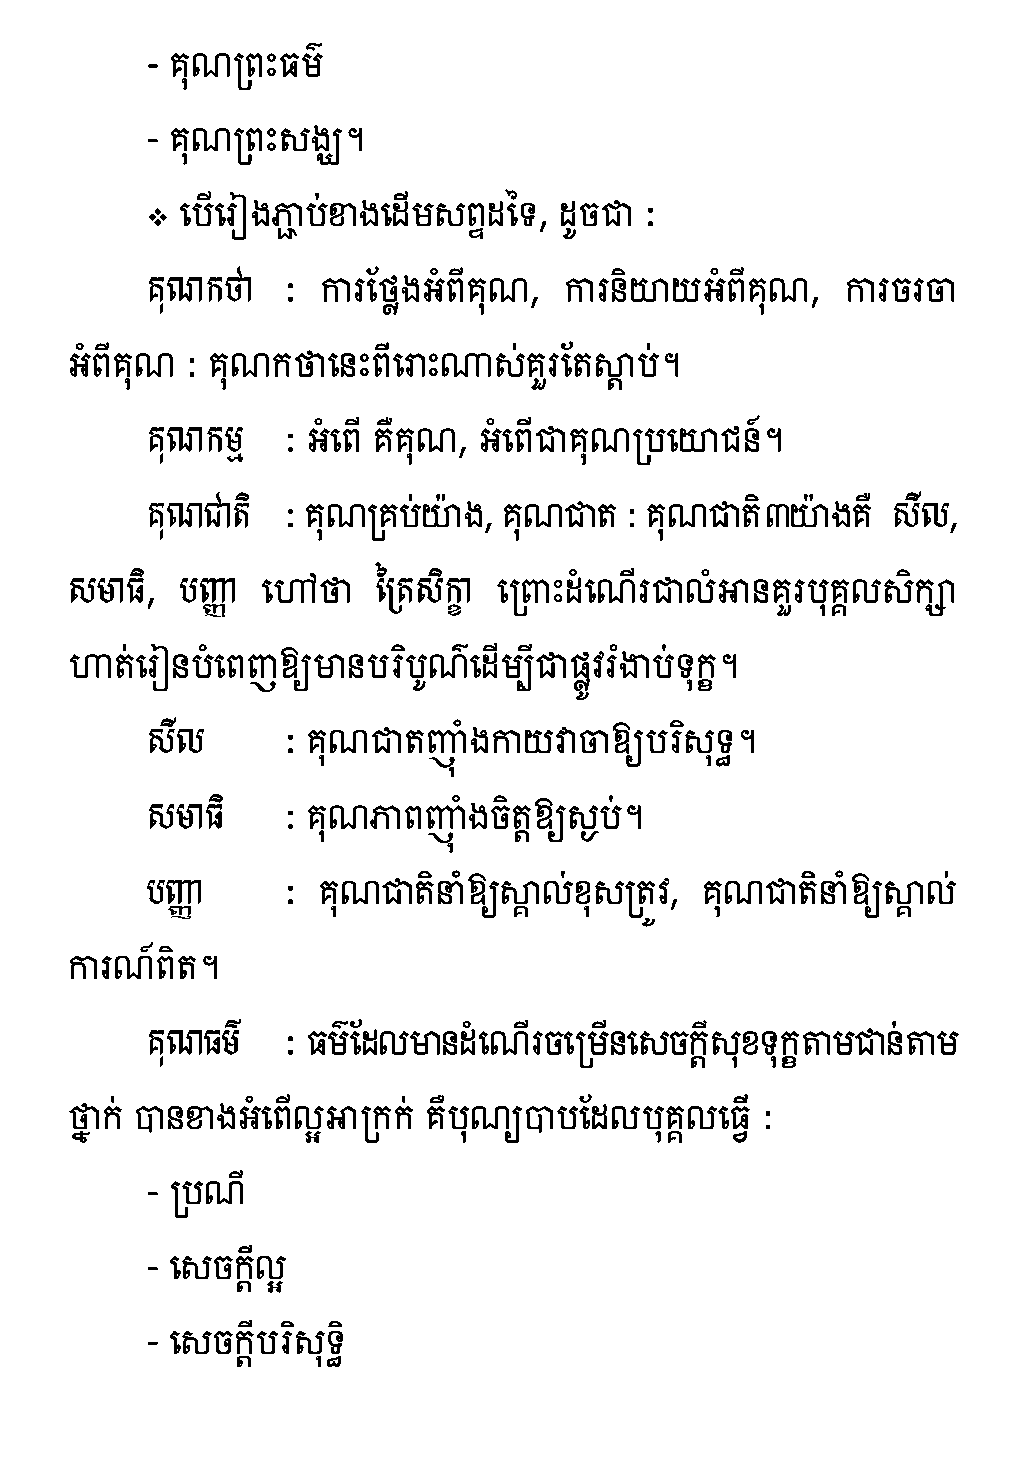 - គុណព្រះធម៌
- គុណព្រះសង្ឃ។
❖ បើរៀងភ្ជាប់ខាងដើមសព្ទដទៃ, ដូចជា :
គុណកថា : ការថ្លែងអំពីគុណ, ការនិយាយអំពីគុណ, ការចរចា
អំពីគុណ : គុណកថានេះពីរោះណាស់គួរតែស្តាប់។
គុណកម្ម : អំពើ គឺគុណ, អំពើជាគុណប្រយោជន៍។
គុណជាតិ : គុណគ្រប់យ៉ាង, គុណជាត : គុណជាតិ៣យ៉ាងគឺ សីល,
សមាធិ, បញ្ញា ហៅថា ត្រៃសិក្ខា ព្រោះដំណើរជាលំអានគួរបុគ្គលសិក្សា
ហាត់រៀនបំពេញឱ្យមានបរិបូណ៌ដើម្បីជាផ្លូវរំងាប់ទុក្ខ។
សីល : គុណជាតញ៉ាំងកាយវាចាឱ្យបរិសុទ្ធ។
សមាធិ : គុណភាពញ៉ាំងចិត្តឱ្យស្ងប់។
បញ្ញា : គុណជាតិនាំឱ្យស្គាល់ខុសត្រូវ, គុណជាតិនាំឱ្យស្គាល់
ការណ៍ពិត។
គុណធម៌ : ធម៌ដែលមានដំណើរចម្រើនសេចក្តីសុខទុក្ខតាមជាន់តាម
ថ្នាក់ បានខាងអំពើល្អអាក្រក់ គឺបុណ្យបាបដែលបុគ្គលធ្វើ :
- ប្រណី
- សេចក្តីល្អ
- សេចក្តីបរិសុទ្ធិ